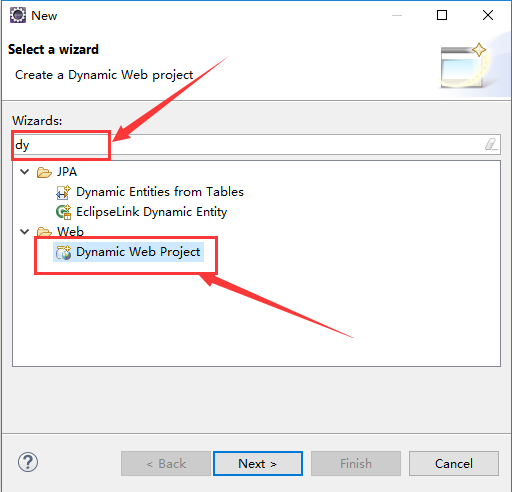 New
Select a wizard
Create a Dynamic Web project
Wizards:
dy
JPA
Dynamic Entities from Tables
EclipseLink Dynamic Entity
Web
Dynamic Web Project
?
< Back
Next >
Finish
Cancel